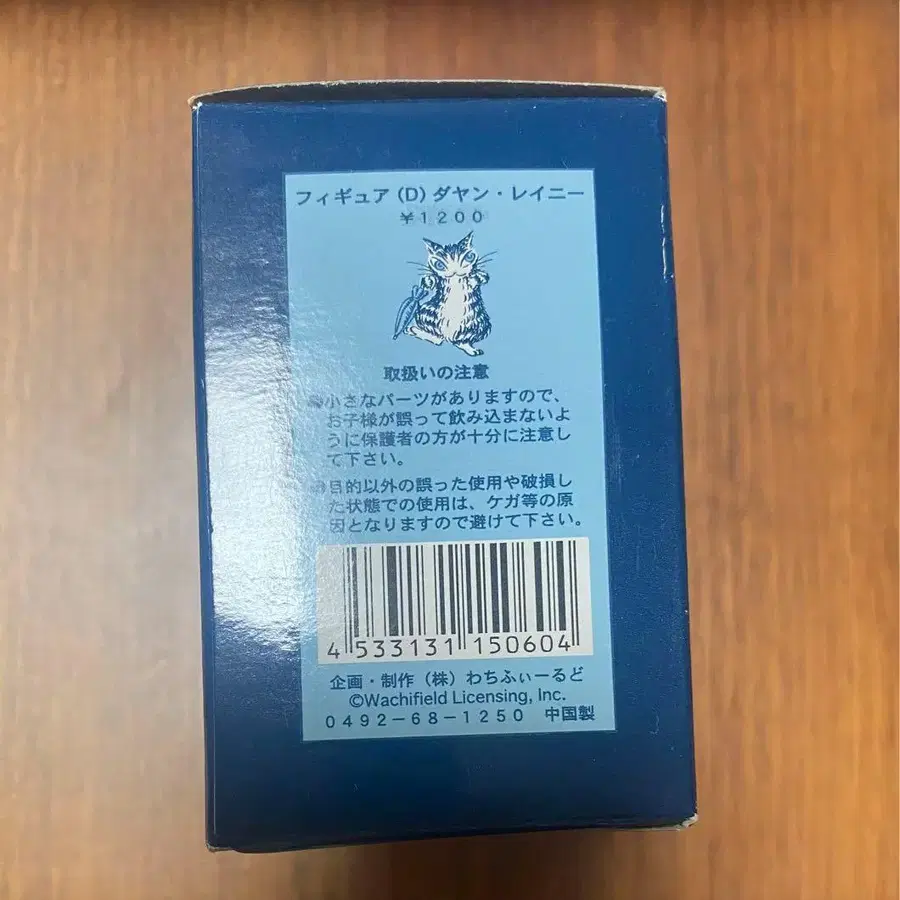 フィギュア(D)ダヤン・レイニー
¥1200
取扱いの注意
小さなパーツがありますので、
お子様が誤って飲み込まないよ
うに保護者の方が十分に注意し
て下さい。
目的以外の誤った使用や破損し
た状態での使用は、ケガ等の原
因となりますので避けて下さい。
4 533131 150604
企画・制作(株)わちふぃーるど
©Wachifield Licensing, Inc.
0492-68-1250 中国製